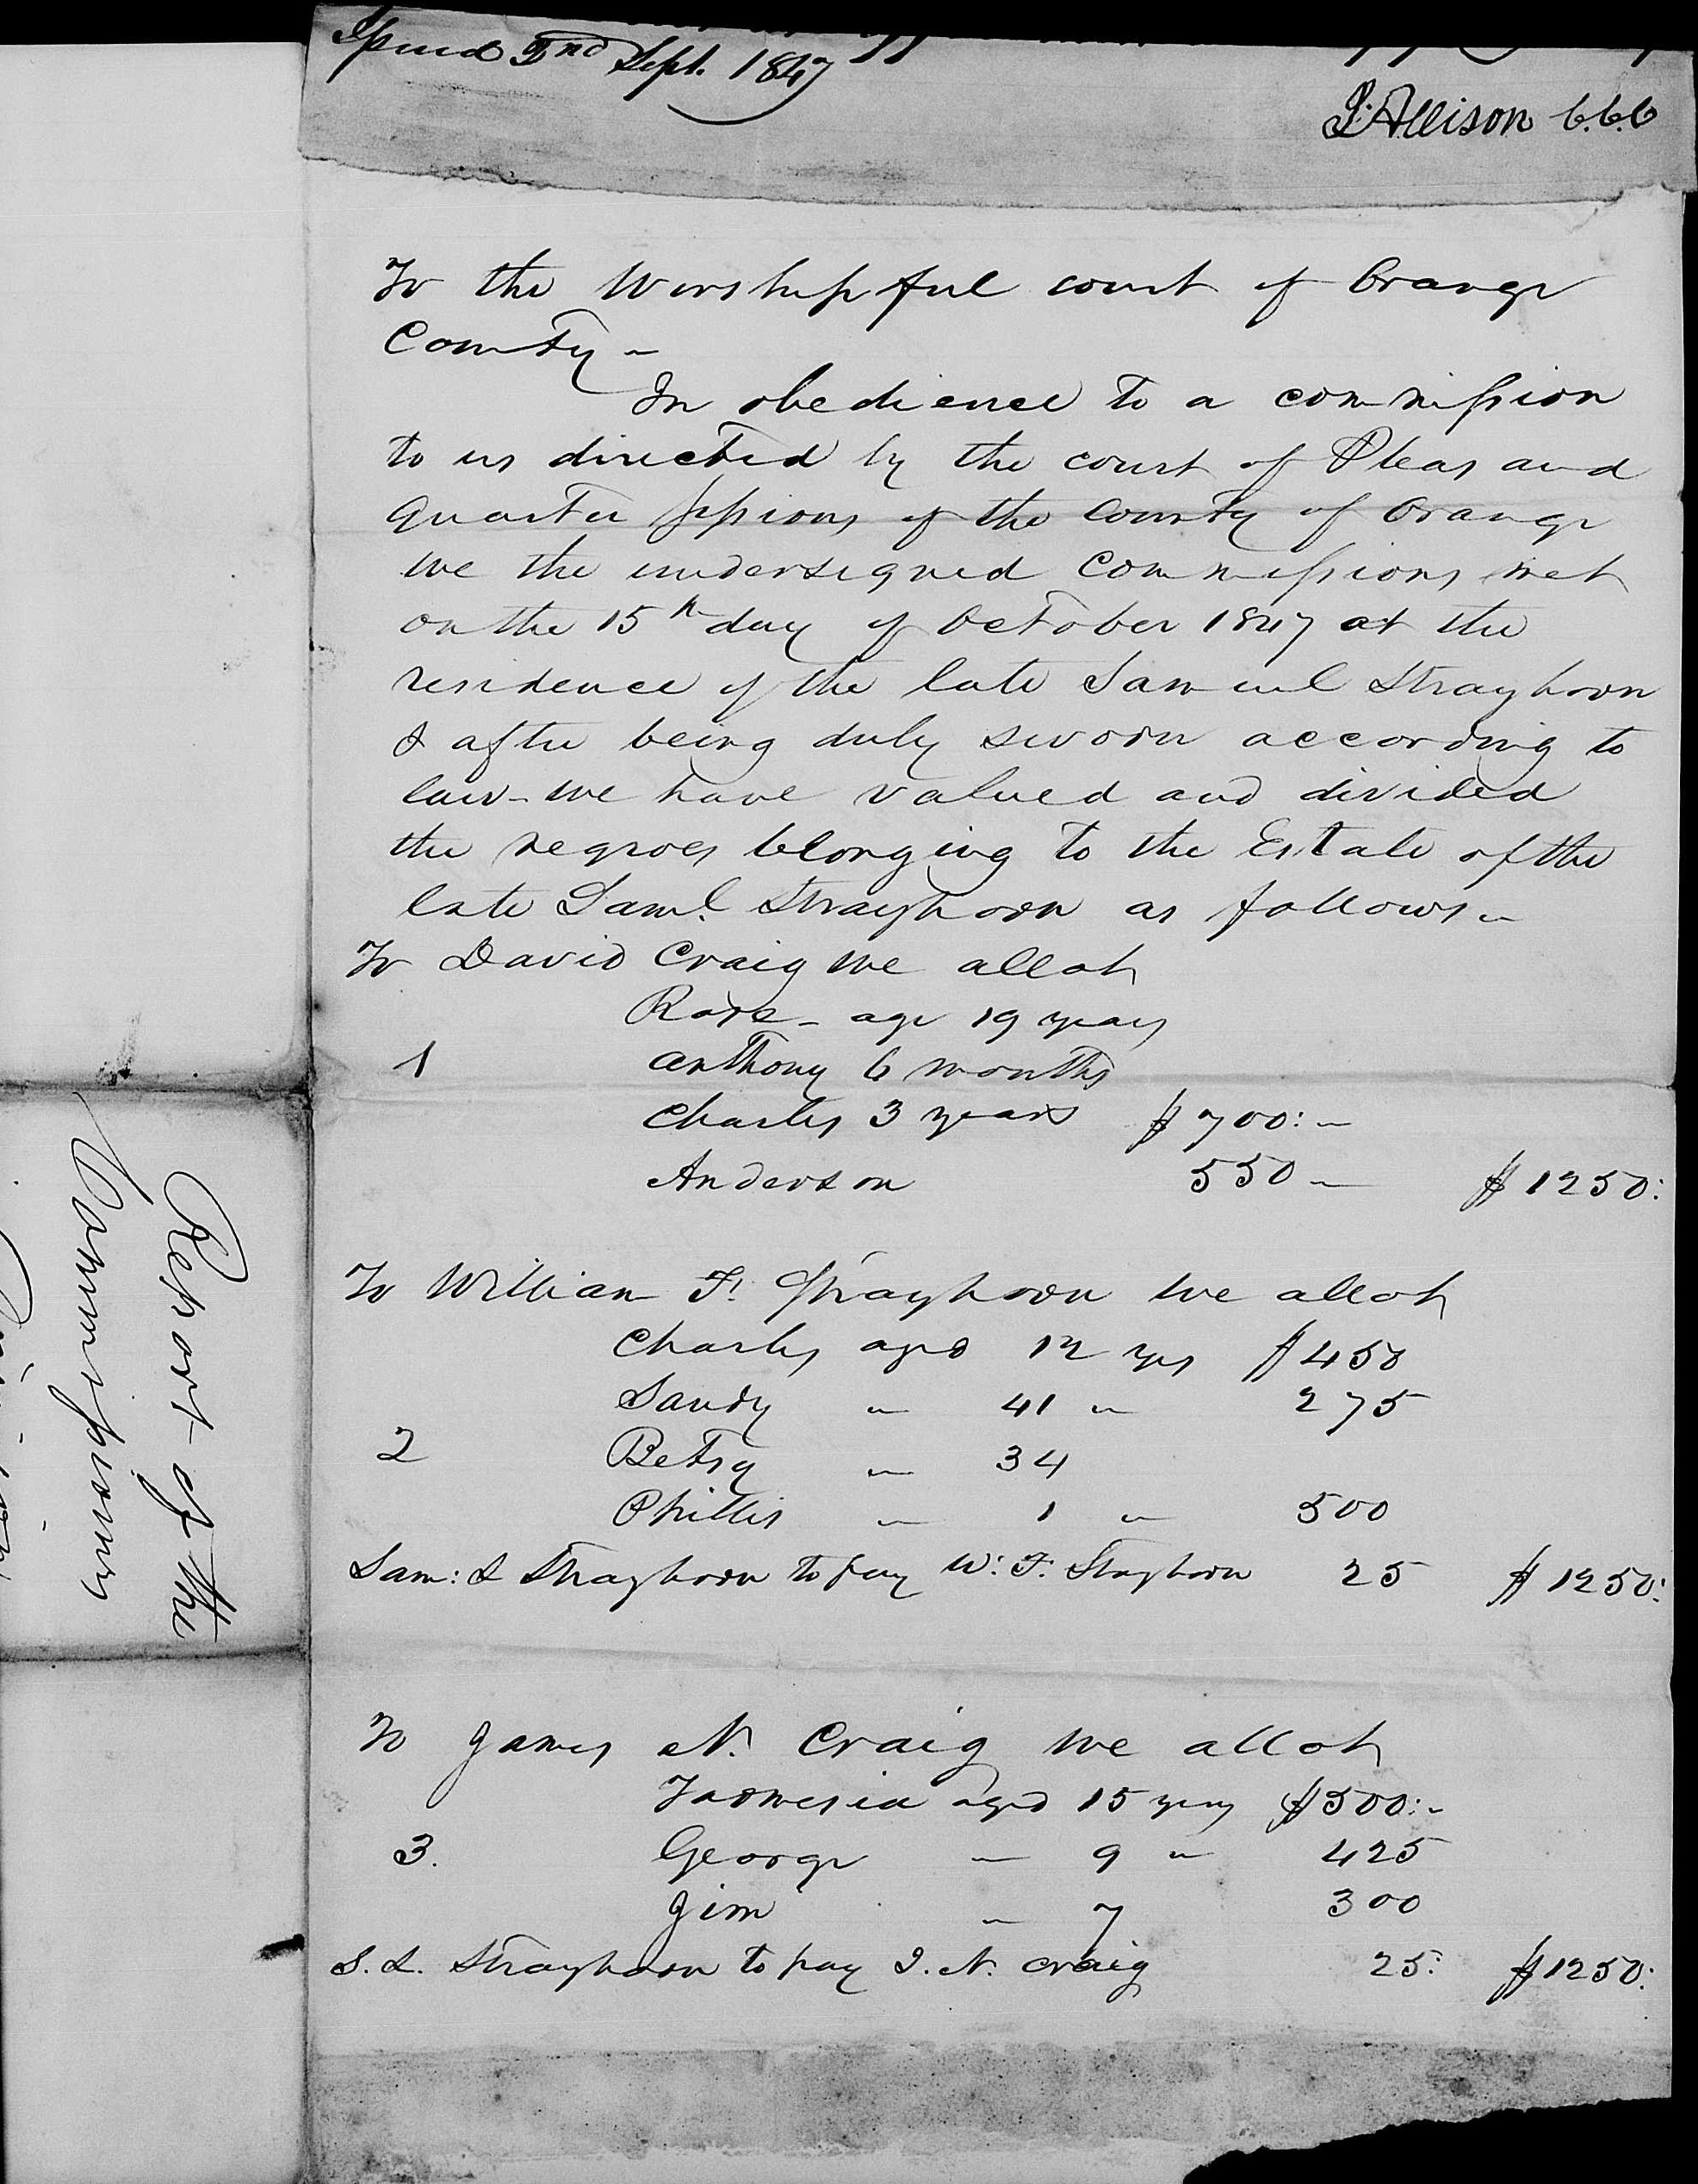 Issued 2nd Sept. 1847
J. Allison C.C.C
To the Worshipful court of Orange
County -
In obedience to a commission
to us directed by the court of Pleas and
Quarter Sessions of the County of Orange
we the undersigned Commissions met
on the 15th day of October 1847 at the
residence of the late Samuel Strayhorn
& after being duly sworn according to
law - we have valued and divided
the negroes belonging to the Estate of the
late Saml. Strayhorn as follows -
To David Craig we allot
Rose - age 19 years
1 Anthony 6 months
Charles 3 years $700: -
Anderson 550 - $1250:
To William F. Strayhorn we allot
Charles aged 12 yrs $450
Sandy " 41 " 275
2 Betsy " 34
Phillis " 1 " 500
Sam: S Strayhorn to pay W. F. Strayhorn 25 $1250:
To James N. Craig we allot
aged 15 years $500: -
3. George " 9 " 425
Jim " 7 300
S. S. Strayhorn to pay J. N. Craig 25: $1250:
Report of the
Commissioners